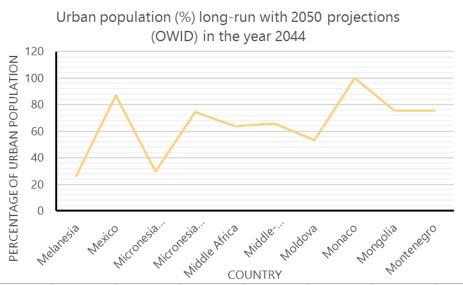 Urban population (%) long-run with 2050 projections
(OWID) in the year 2044
PERCENTAGE OF URBAN POPULATION
120
100
80
60
40
20
0
Melanesia
Mexico
Micronesia...
Micronesia...
Middle Africa
Middle-...
Moldova
Monaco
Mongolia
Montenegro
COUNTRY